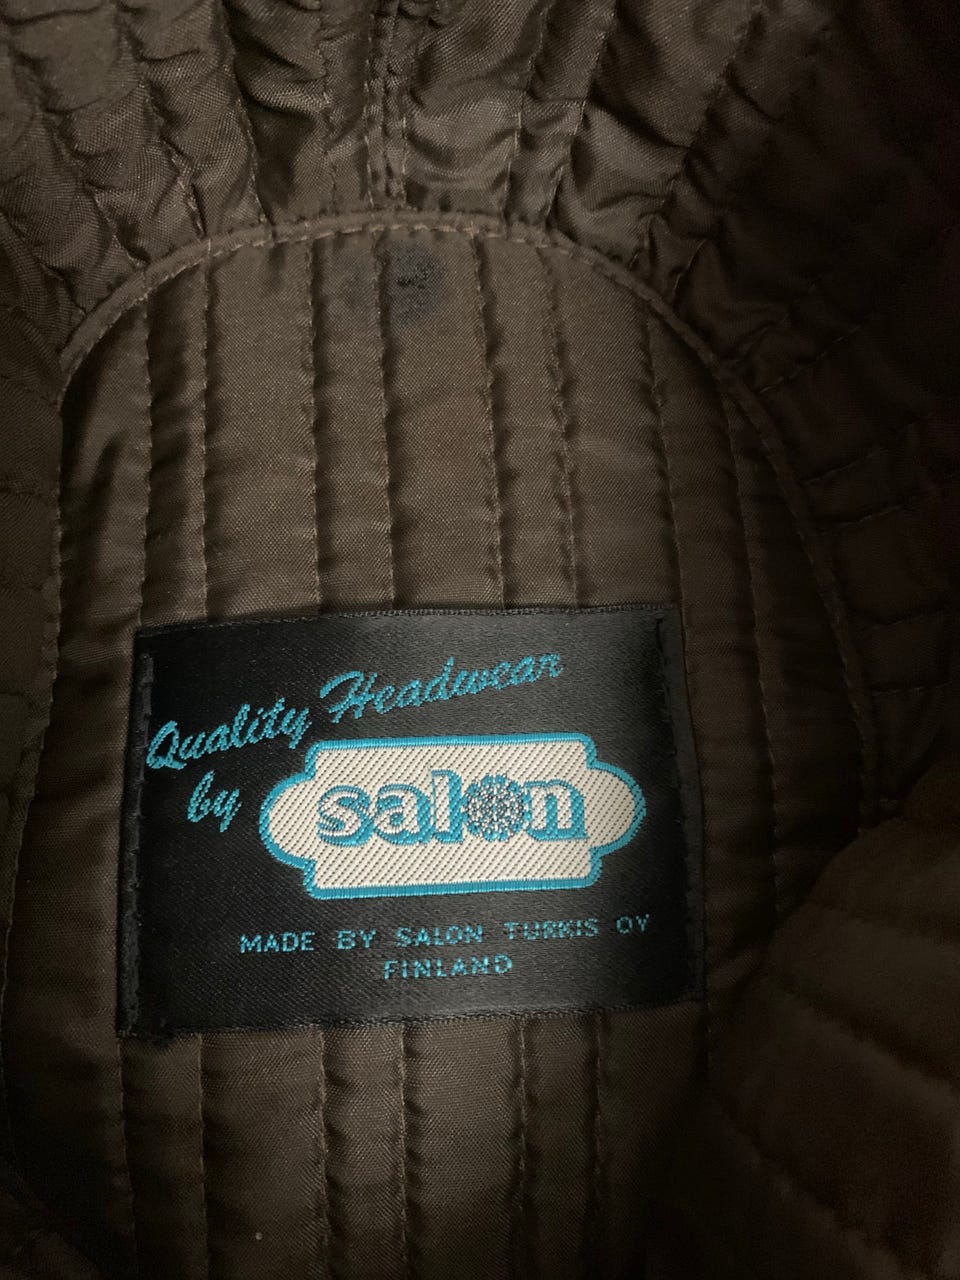 Quality Headwear
by
salon
MADE BY SALON TURKIS OY
FINLAND